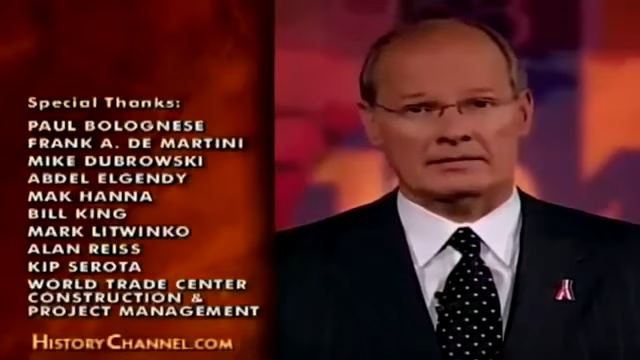 Special Thanks:
PAUL BOLOGNESE
FRANK A. DE MARTINI
MIKE DUBROWSKI
ABDEL ELGENDY
MAK HANNA
BILL KING
MARK LITWINKO
ALAN REISS
KIP SEROTA
WORLD TRADE CENTER
CONSTRUCTION &
PROJECT MANAGEMENT
HISTORYCHANNEL.COM